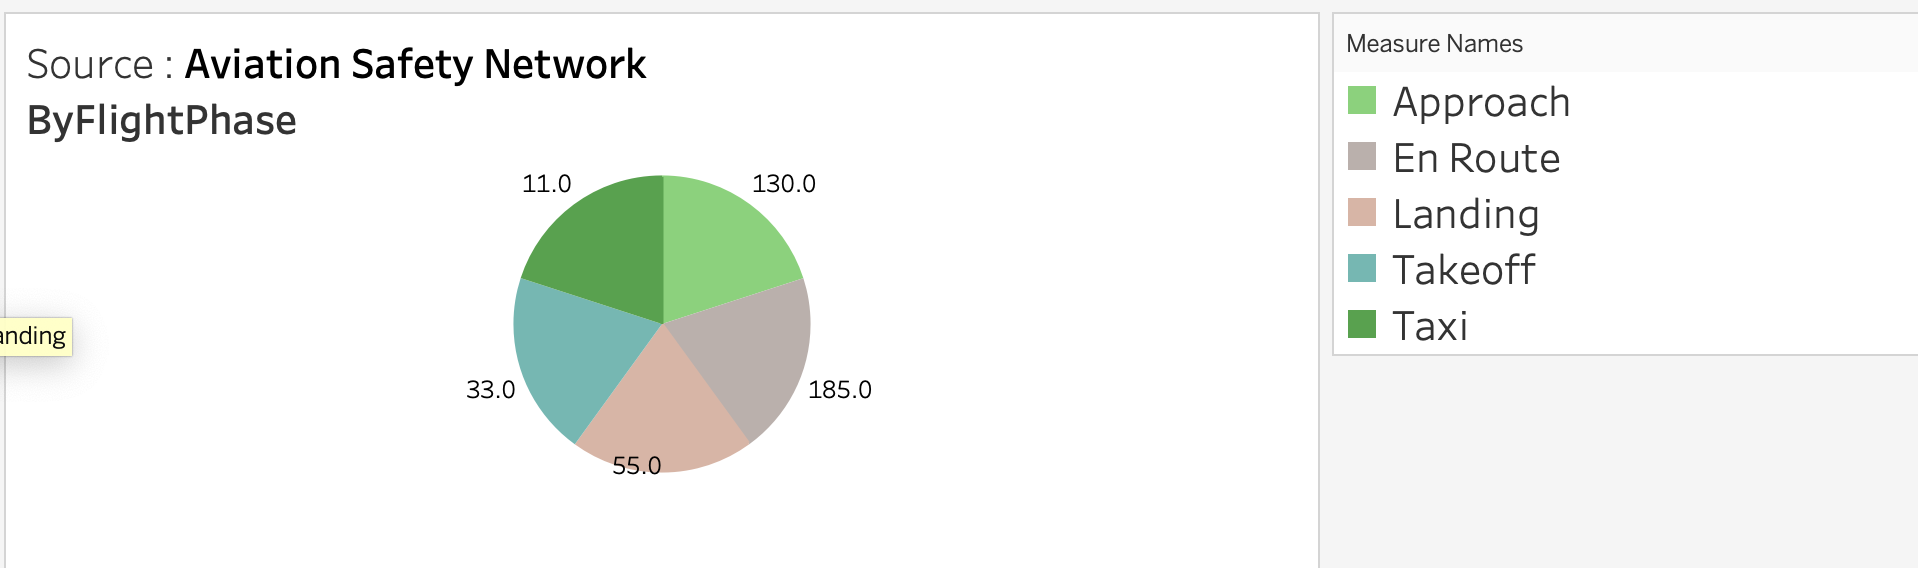 Source : Aviation Safety Network
ByFlightPhase
11.0
130.0
33.0
185.0
55.0
anding
Measure Names
Approach
En Route
Landing
Takeoff
Taxi